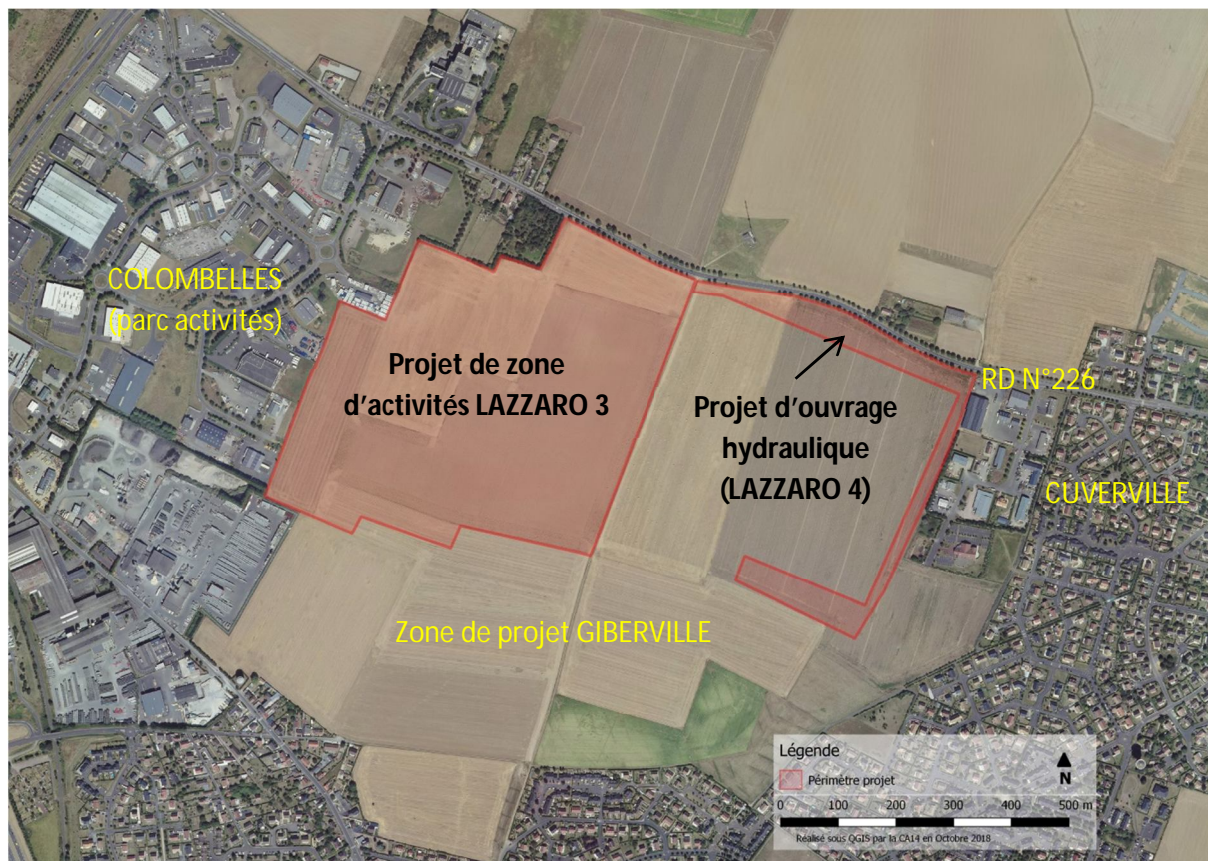 COLOMBELLES
(parc activités)
Projet de zone
d'activités LAZZARO 3
Projet d'ouvrage
hydraulique
(LAZZARO 4)
RD N°226
CUVERVILLE
Zone de projet GIBERVILLE
Légende
Périmètre projet
N
0 100 200 300 400 500 m
Réalisé sous QGIS par la CA14 en Octobre 2018